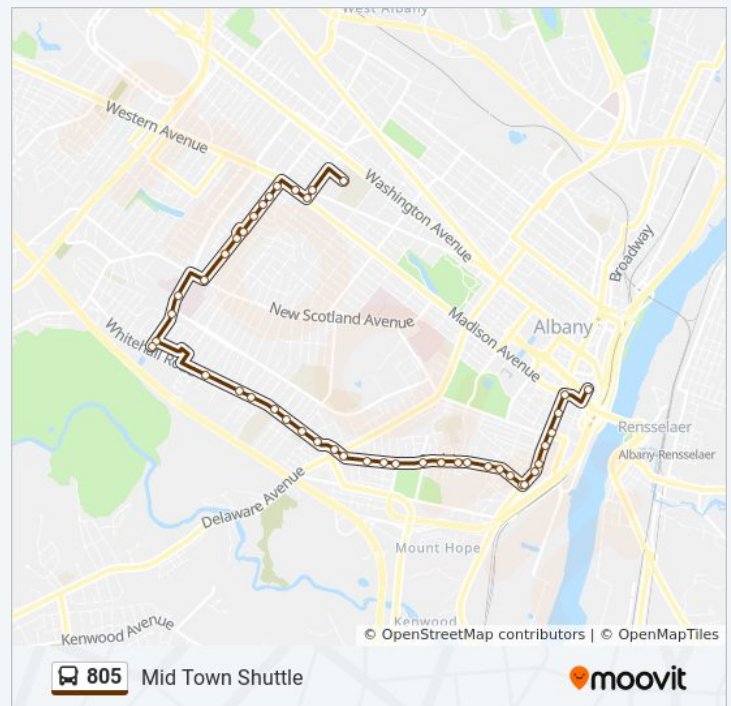 West Albany
Western Avenue
Washington Avenue
Broadway
New Scotland Avenue
Madison Avenue
Albany
Whitehall Ro
Rensselaer
Albany-Rensselaer
Delaware Avenue
Mount Hope
Kenwood
Kenwood Avenue
© OpenStreetMap contributors | © OpenMapTiles
805 Mid Town Shuttle
moovit